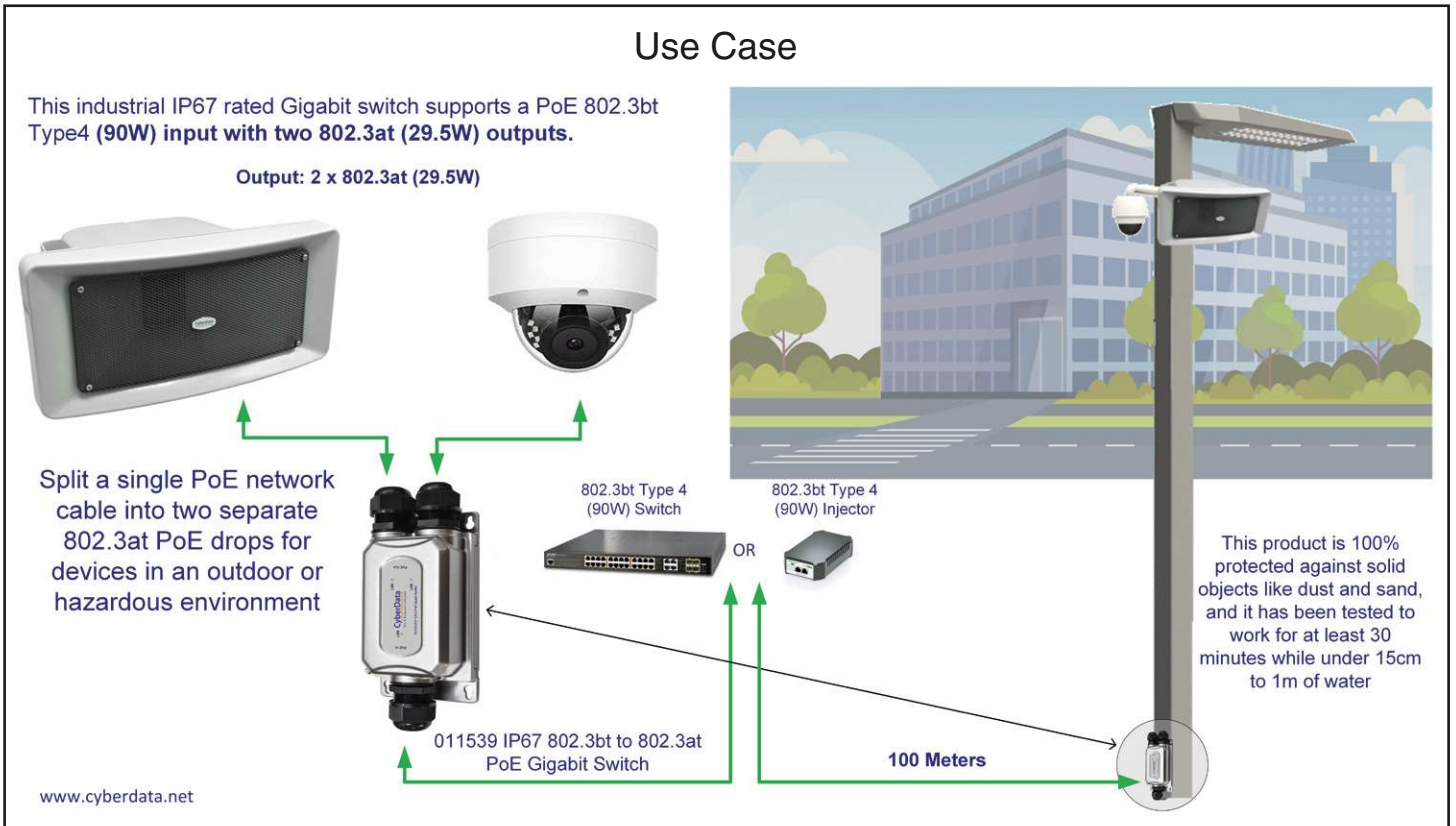 Use Case
This industrial IP67 rated Gigabit switch supports a PoE 802.3bt
Type4 (90W) input with two 802.3at (29.5W) outputs.
Output: 2 x 802.3at (29.5W)
Split a single PoE network
cable into two separate
802.3at PoE drops for
devices in an outdoor or
hazardous environment
802.3bt Type 4
(90W) Switch
OR
802.3bt Type 4
(90W) Injector
CyberData
This product is 100%
protected against solid
objects like dust and sand,
and it has been tested to
work for at least 30
minutes while under 15cm
to 1m of water
011539 IP67 802.3bt to 802.3at
PoE Gigabit Switch
100 Meters
www.cyberdata.net